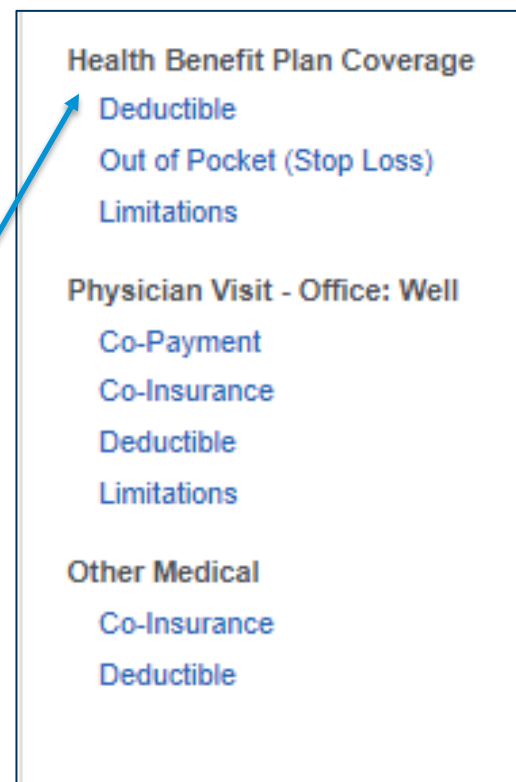 Health Benefit Plan Coverage
Deductible
Out of Pocket (Stop Loss)
Limitations
Physician Visit - Office: Well
Co-Payment
Co-Insurance
Deductible
Limitations
Other Medical
Co-Insurance
Deductible